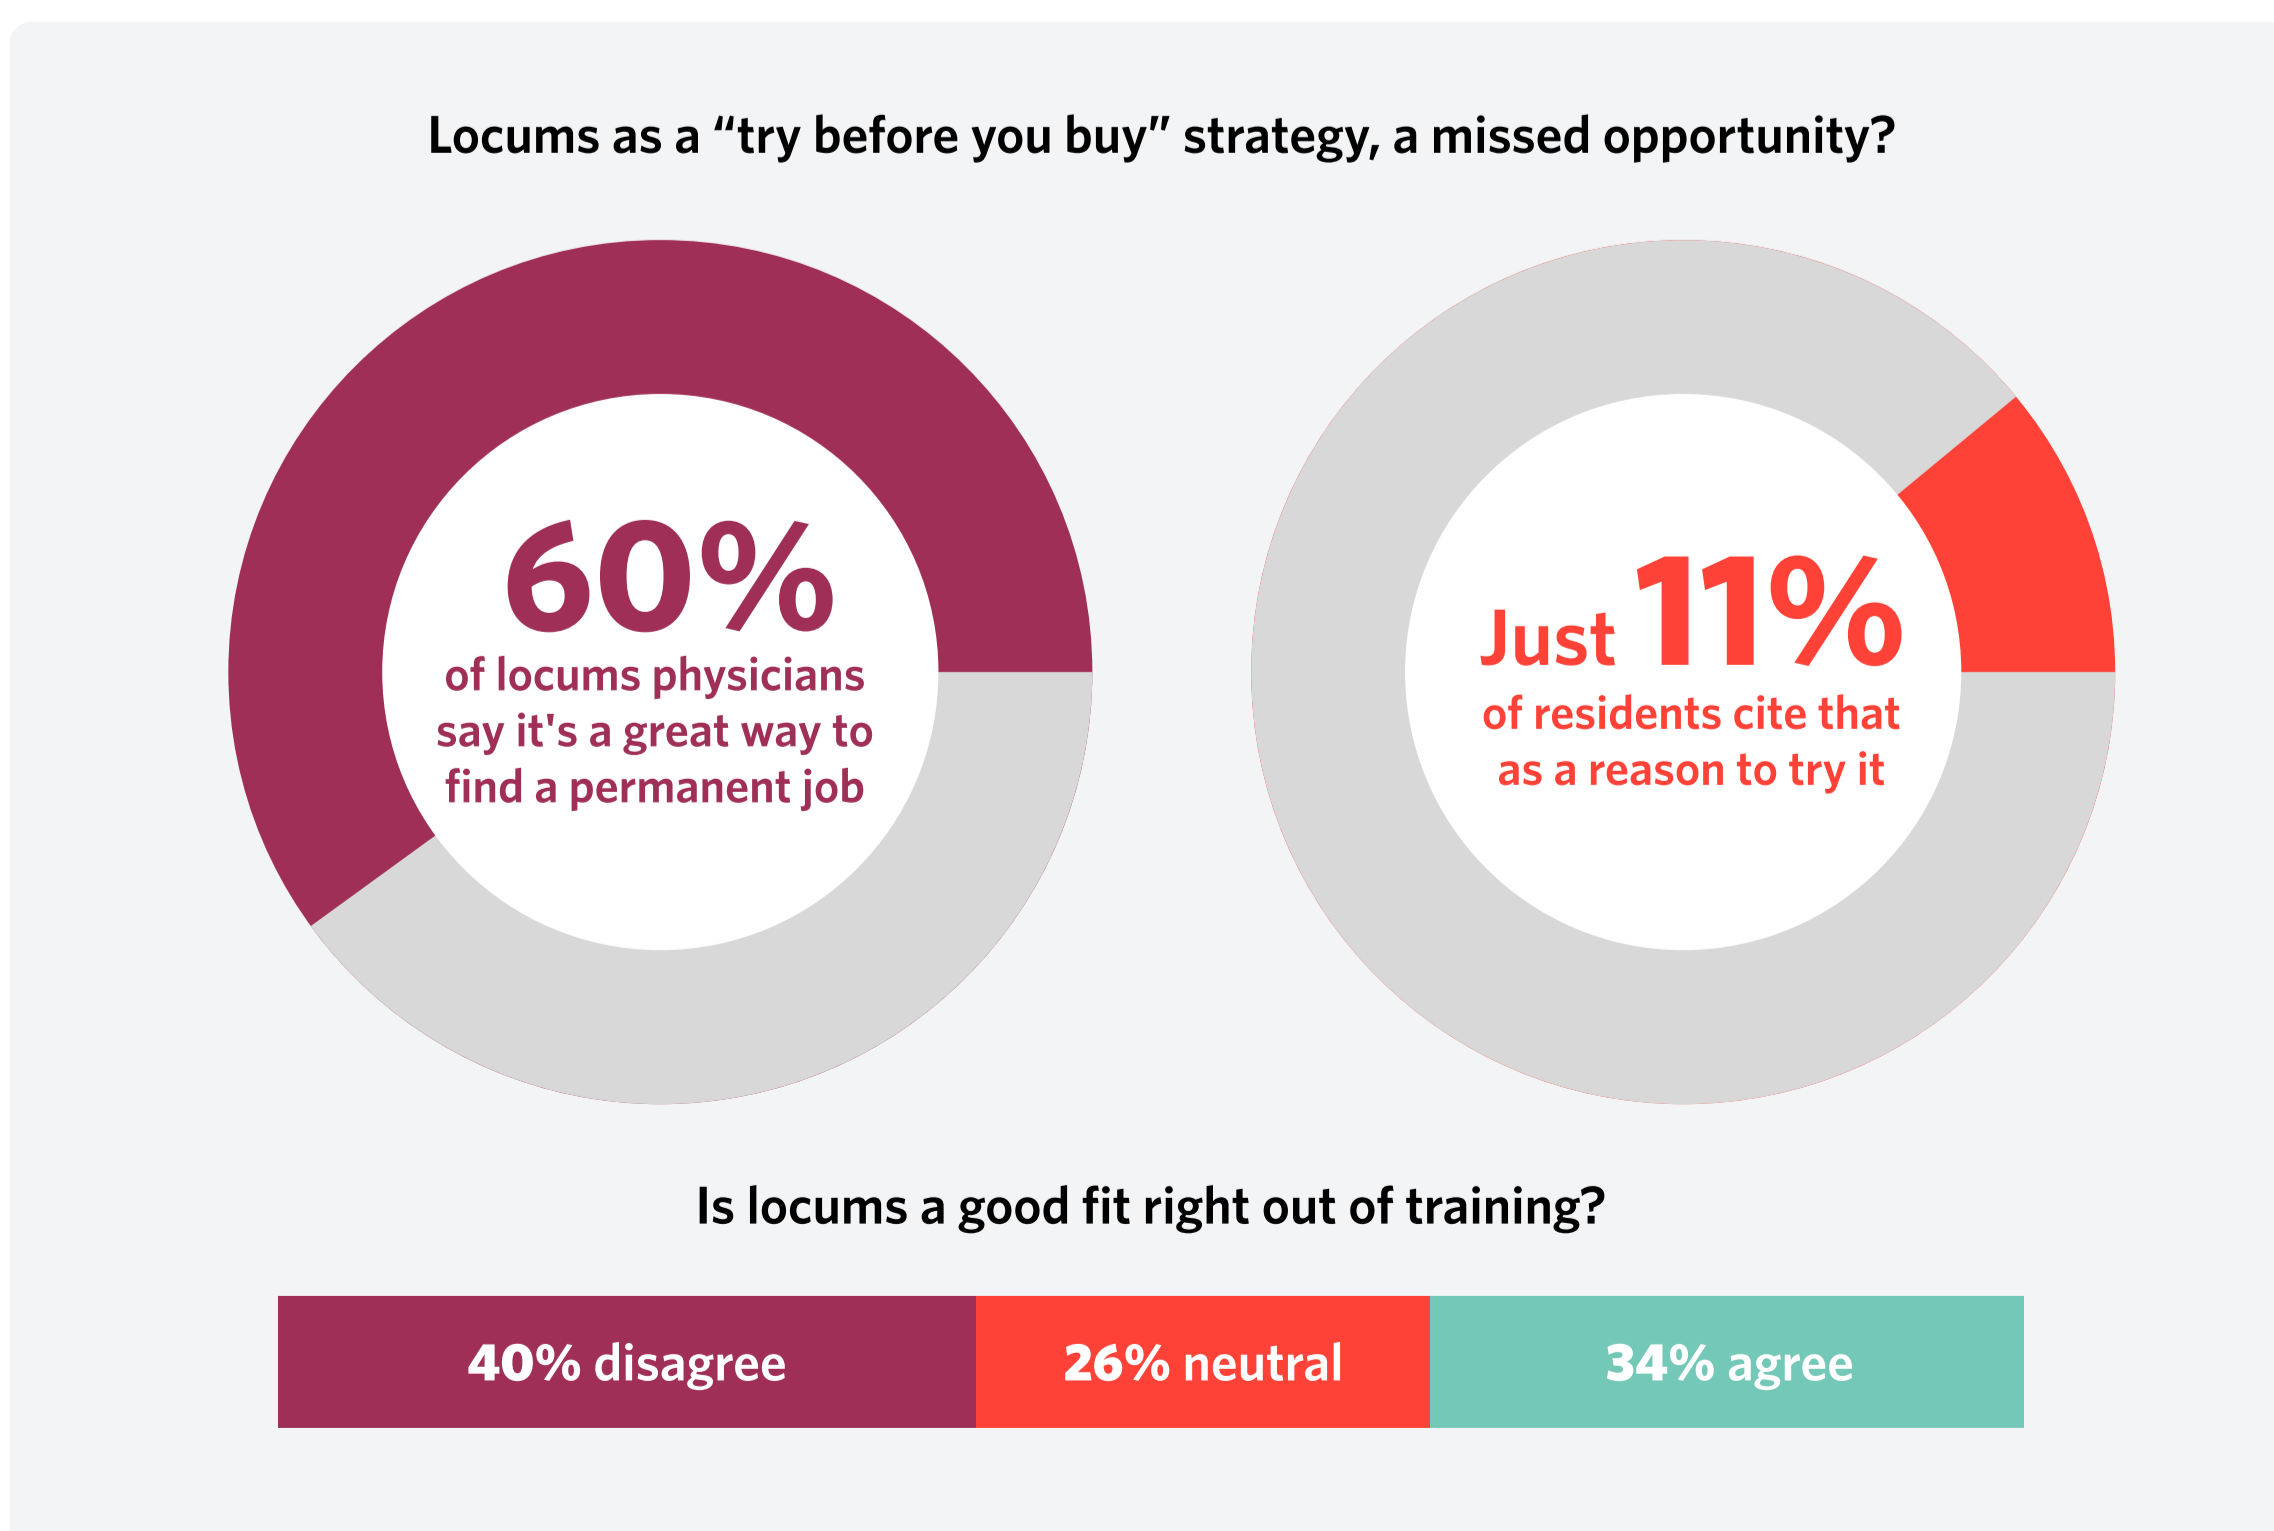 Locums as a “try before you buy” strategy, a missed opportunity?
60%
of locums physicians
say it's a great way to
find a permanent job
Just 11%
of residents cite that
as a reason to try it
Is locums a good fit right out of training?
40% disagree
26% neutral
34% agree